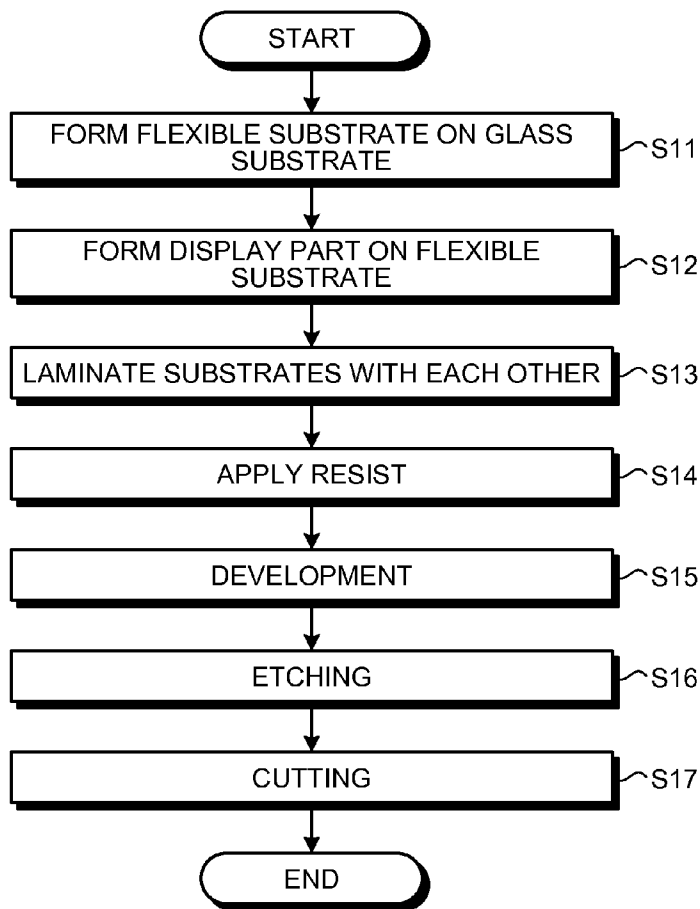 START
FORM FLEXIBLE SUBSTRATE ON GLASS
SUBSTRATE
S11
FORM DISPLAY PART ON FLEXIBLE
SUBSTRATE
S12
LAMINATE SUBSTRATES WITH EACH OTHER
S13
APPLY RESIST
S14
DEVELOPMENT
S15
ETCHING
S16
CUTTING
S17
END